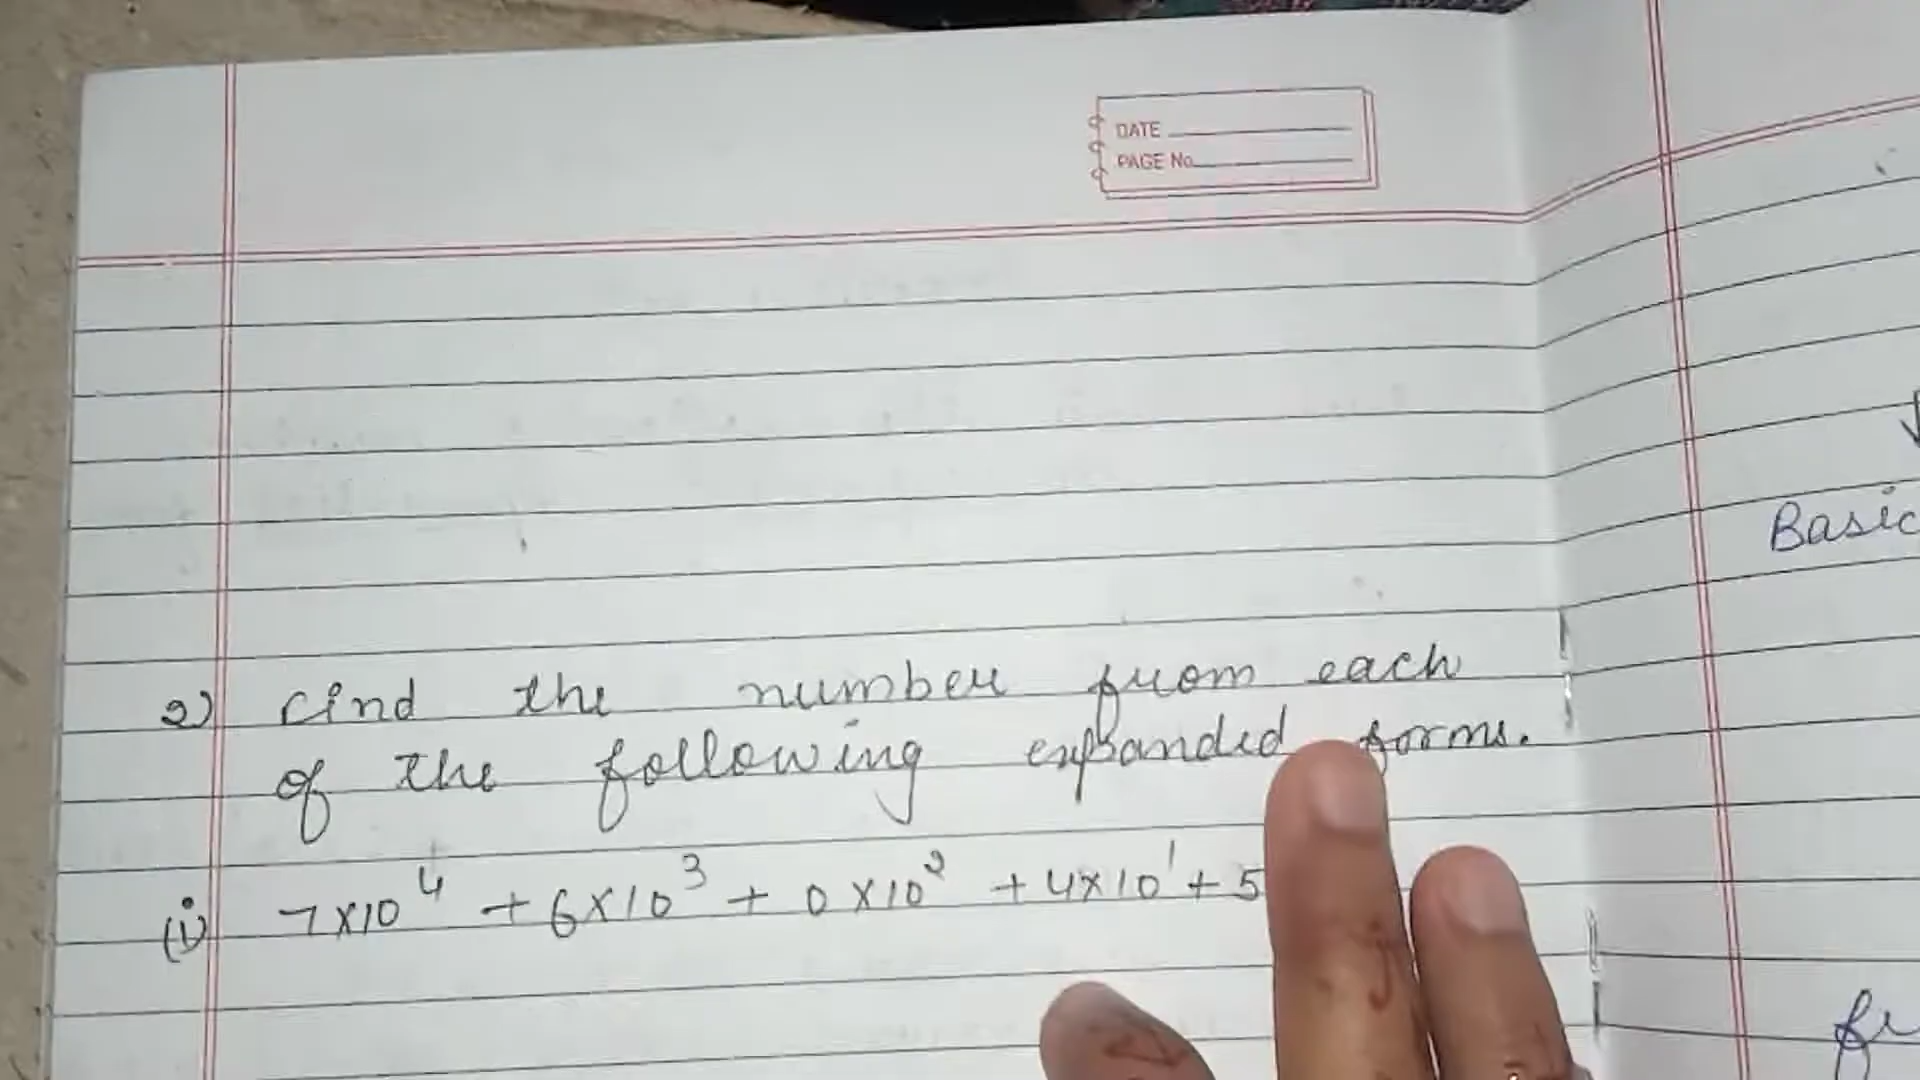 DATE
PAGE No.
Basic
2) Find the number from each
of the following expanded forms.
(i) 7×10⁴ + 6×10³ + 0×10² + 4×10¹ + 5